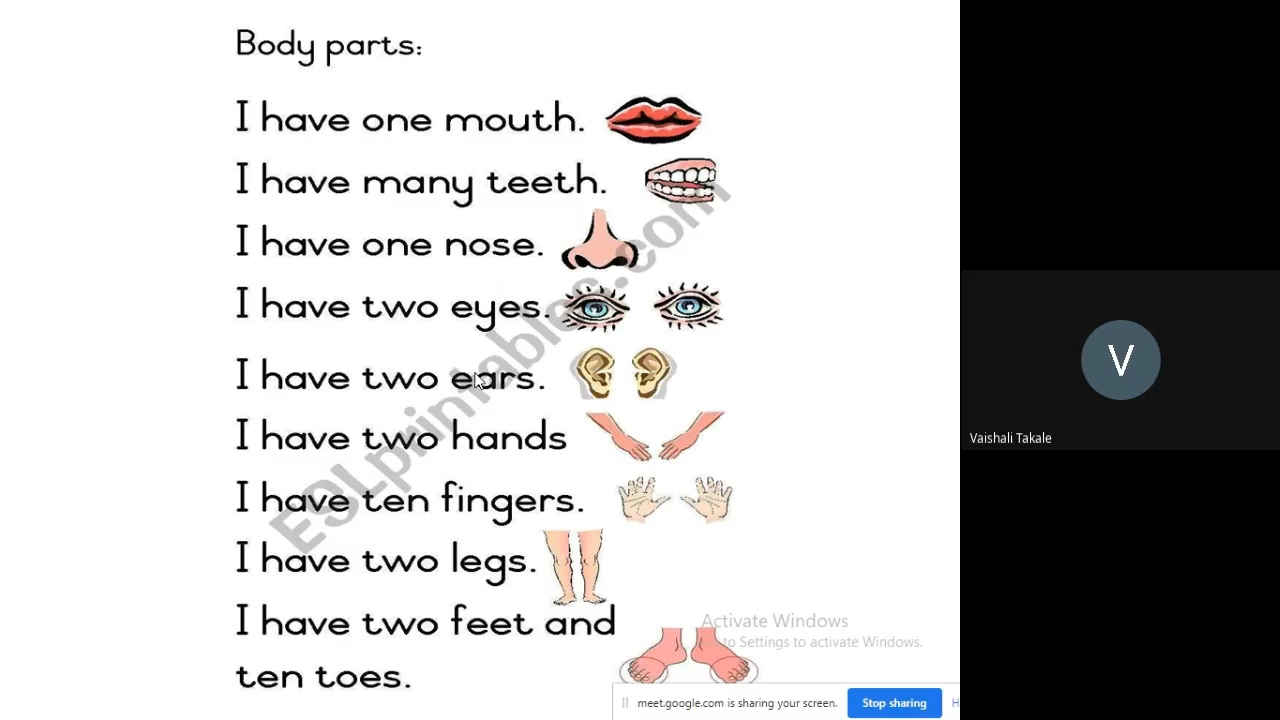 Body parts:
I have one mouth.
I have many teeth.
I have one nose.
I have two eyes.
I have two ears.
I have two hands
I have ten fingers.
I have two legs.
I have two feet and
ten toes.
ESLprintables.com
Activate Windows
to Settings to activate Windows.
meet.google.com is sharing your screen.
Stop sharing
V
Vaishali Takale